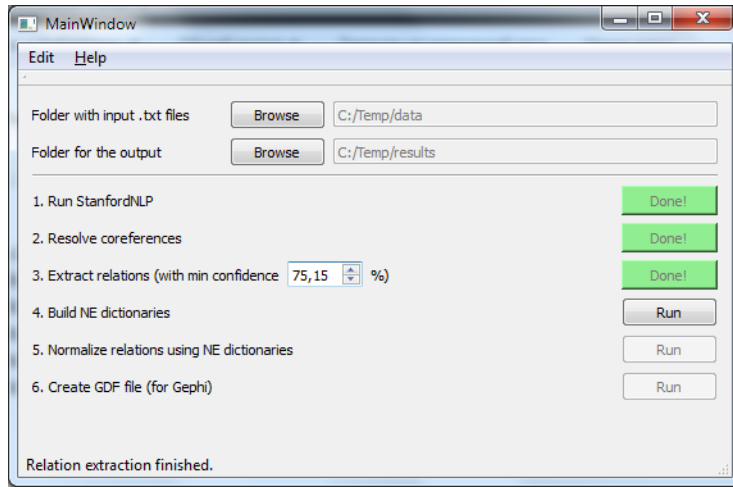 MainWindow
Edit Help
Folder with input .txt files Browse C:/Temp/data
Folder for the output Browse C:/Temp/results
1. Run StanfordNLP Done!
2. Resolve coreferences Done!
3. Extract relations (with min confidence 75,15 %) Done!
4. Build NE dictionaries Run
5. Normalize relations using NE dictionaries Run
6. Create GDF file (for Gephi) Run
Relation extraction finished.